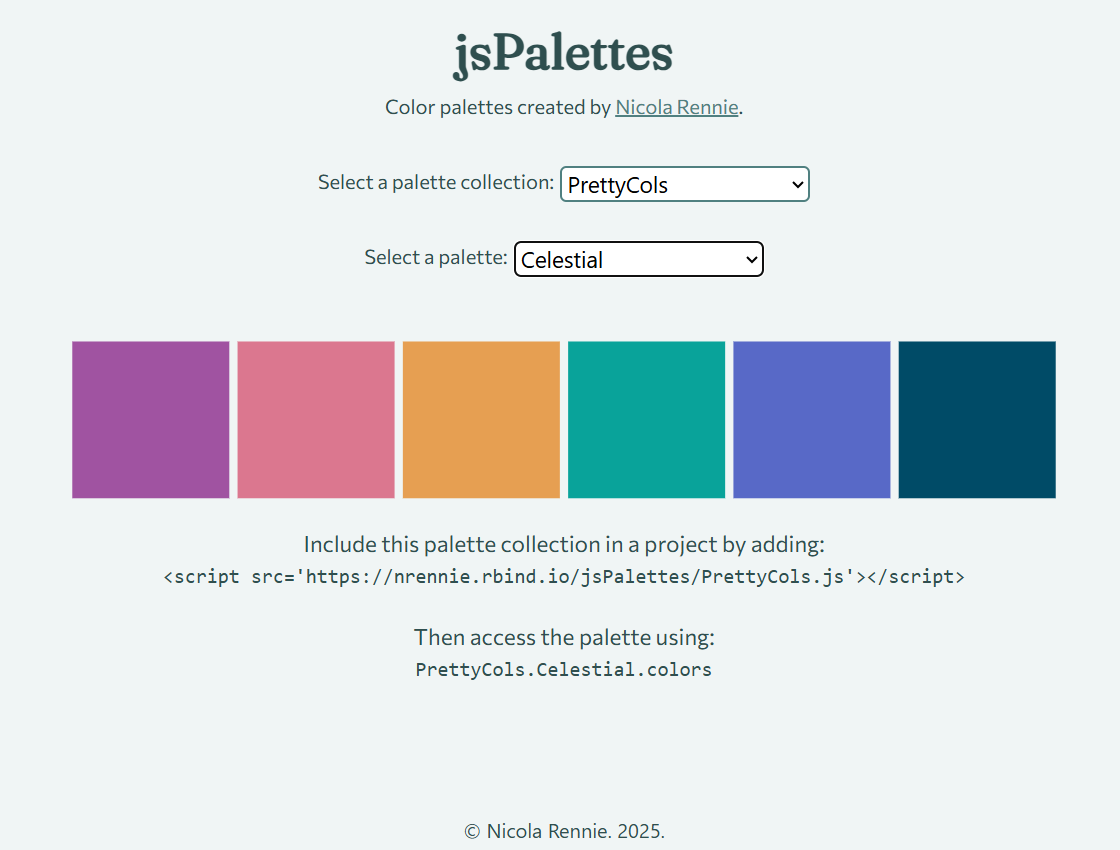 jsPalettes
Color palettes created by Nicola Rennie.
Select a palette collection: PrettyCols
Select a palette: Celestial
Include this palette collection in a project by adding:
<script src='https://nrennie.rbind.io/jsPalettes/PrettyCols.js'></script>
Then access the palette using:
PrettyCols.Celestial.colors
© Nicola Rennie. 2025.